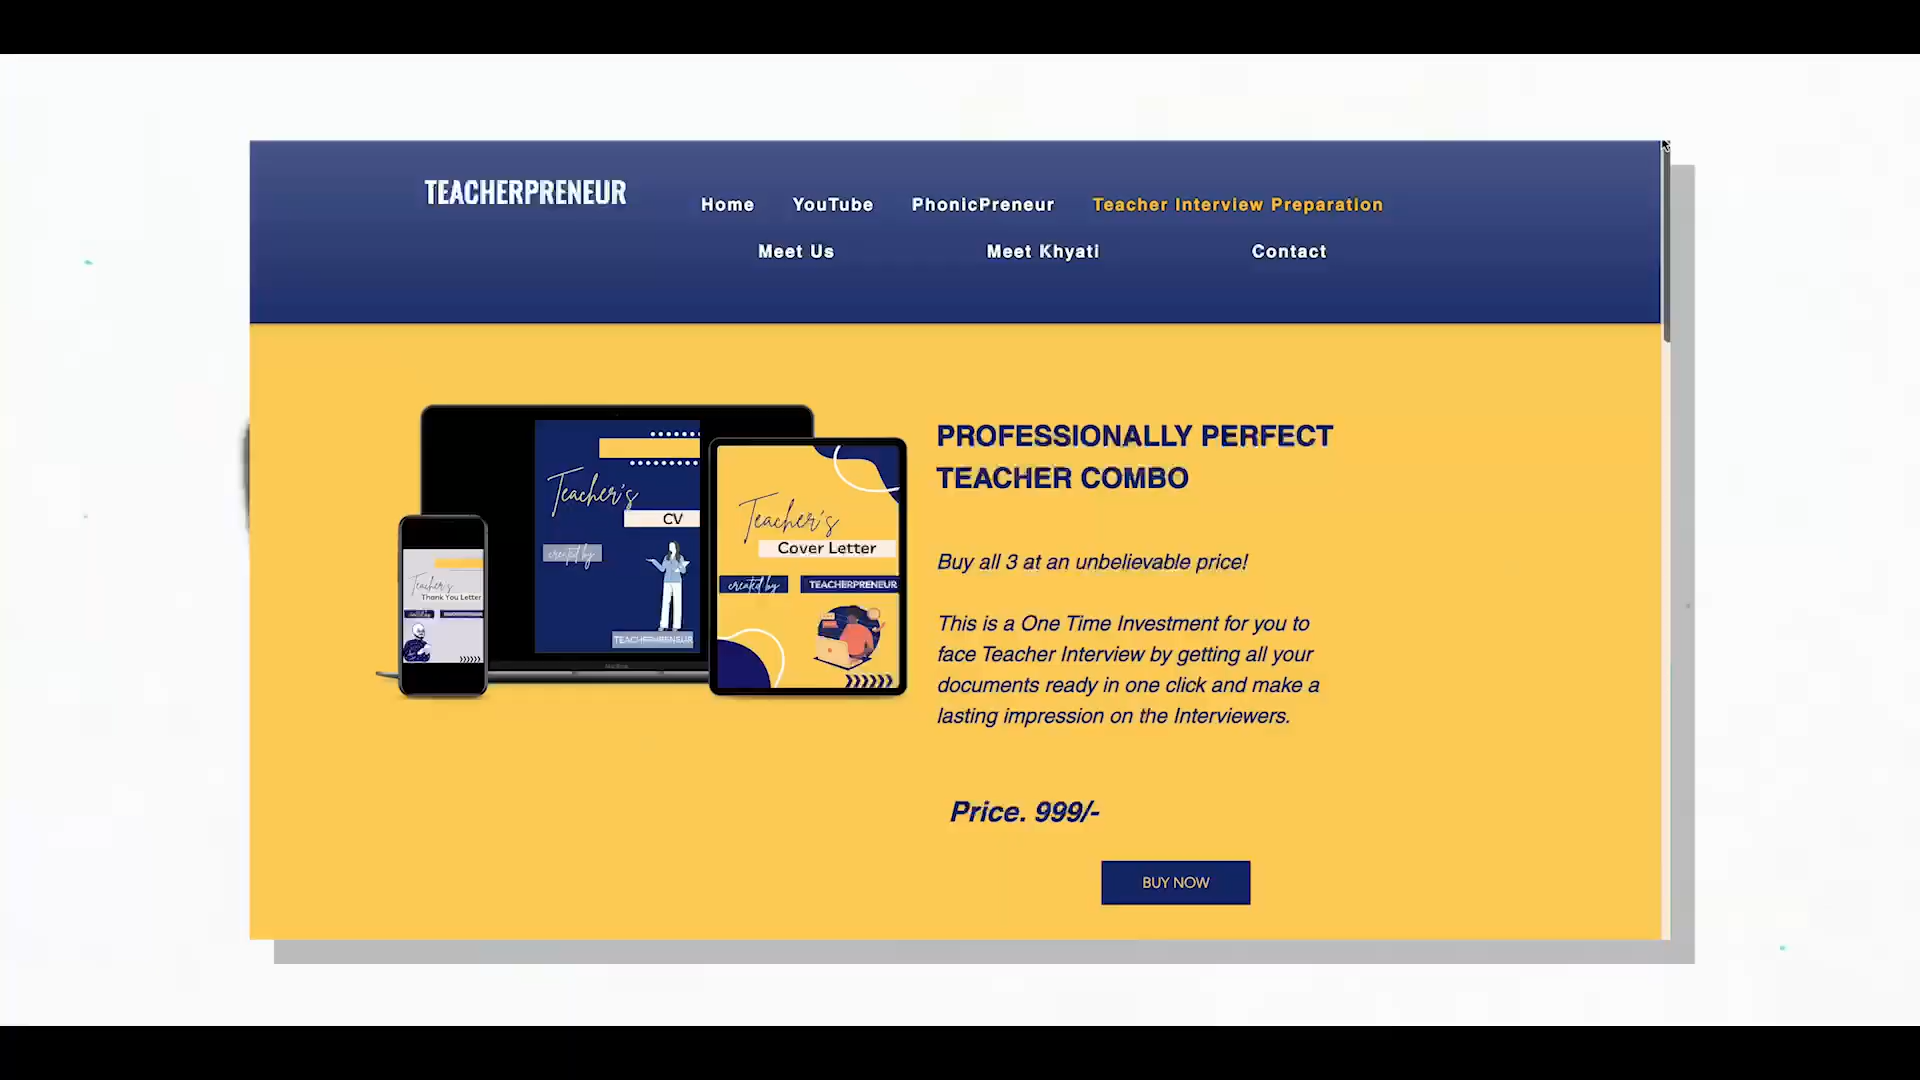 TEACHERPRENEUR
Home YouTube PhonicPreneur Teacher Interview Preparation
Meet Us Meet Khyati Contact
Teacher's
CV
created by
TEACHERPRENEUR
Teacher's
Cover Letter
created by TEACHERPRENEUR
Teacher's
Thank You Letter
PROFESSIONALLY PERFECT
TEACHER COMBO
Buy all 3 at an unbelievable price!
This is a One Time Investment for you to
face Teacher Interview by getting all your
documents ready in one click and make a
lasting impression on the Interviewers.
Price. 999/-
BUY NOW